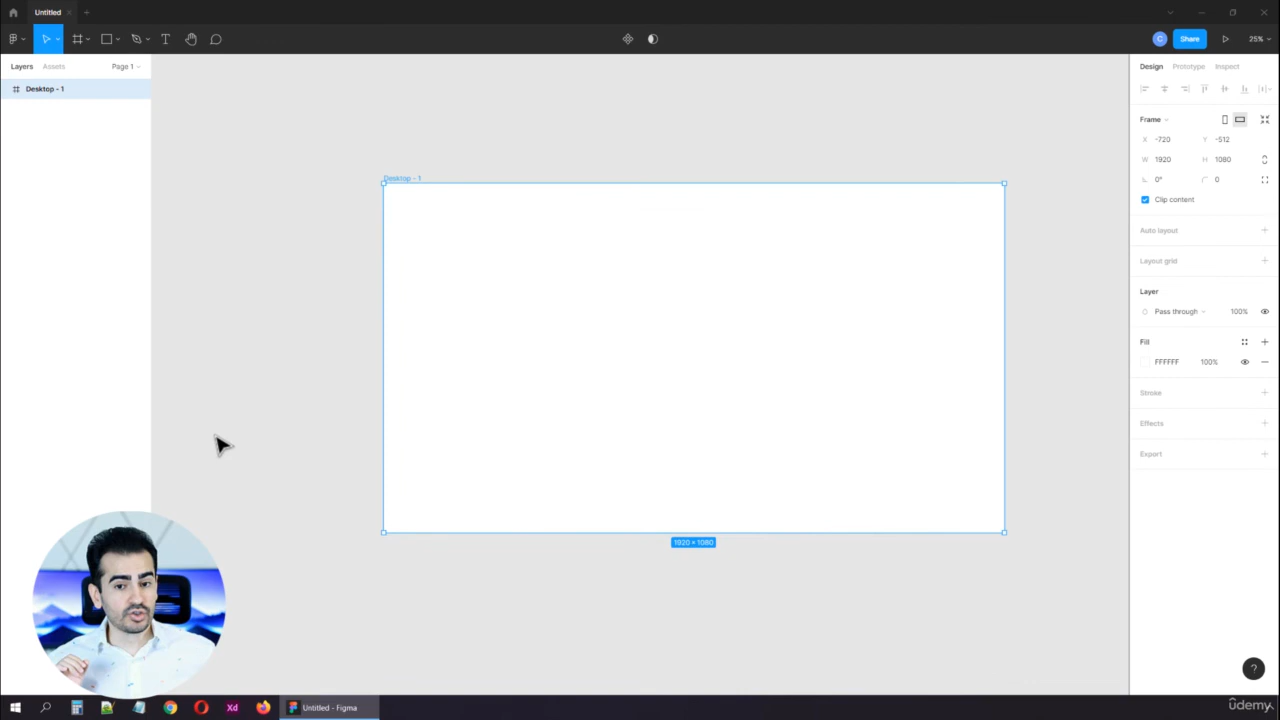 Untitled
Share
25%
Layers
Assets
Page 1
Design
Prototype
Inspect
Desktop - 1
Desktop - 1
Frame
X
-720
Y
-512
W
1920
H
1080
0°
0
Clip content
Auto layout
Layout grid
Layer
Pass through
100%
Fill
FFFFFF
100%
Stroke
Effects
Export
1920 × 1080
?
C
T
Xd
Untitled - Figma
udemy